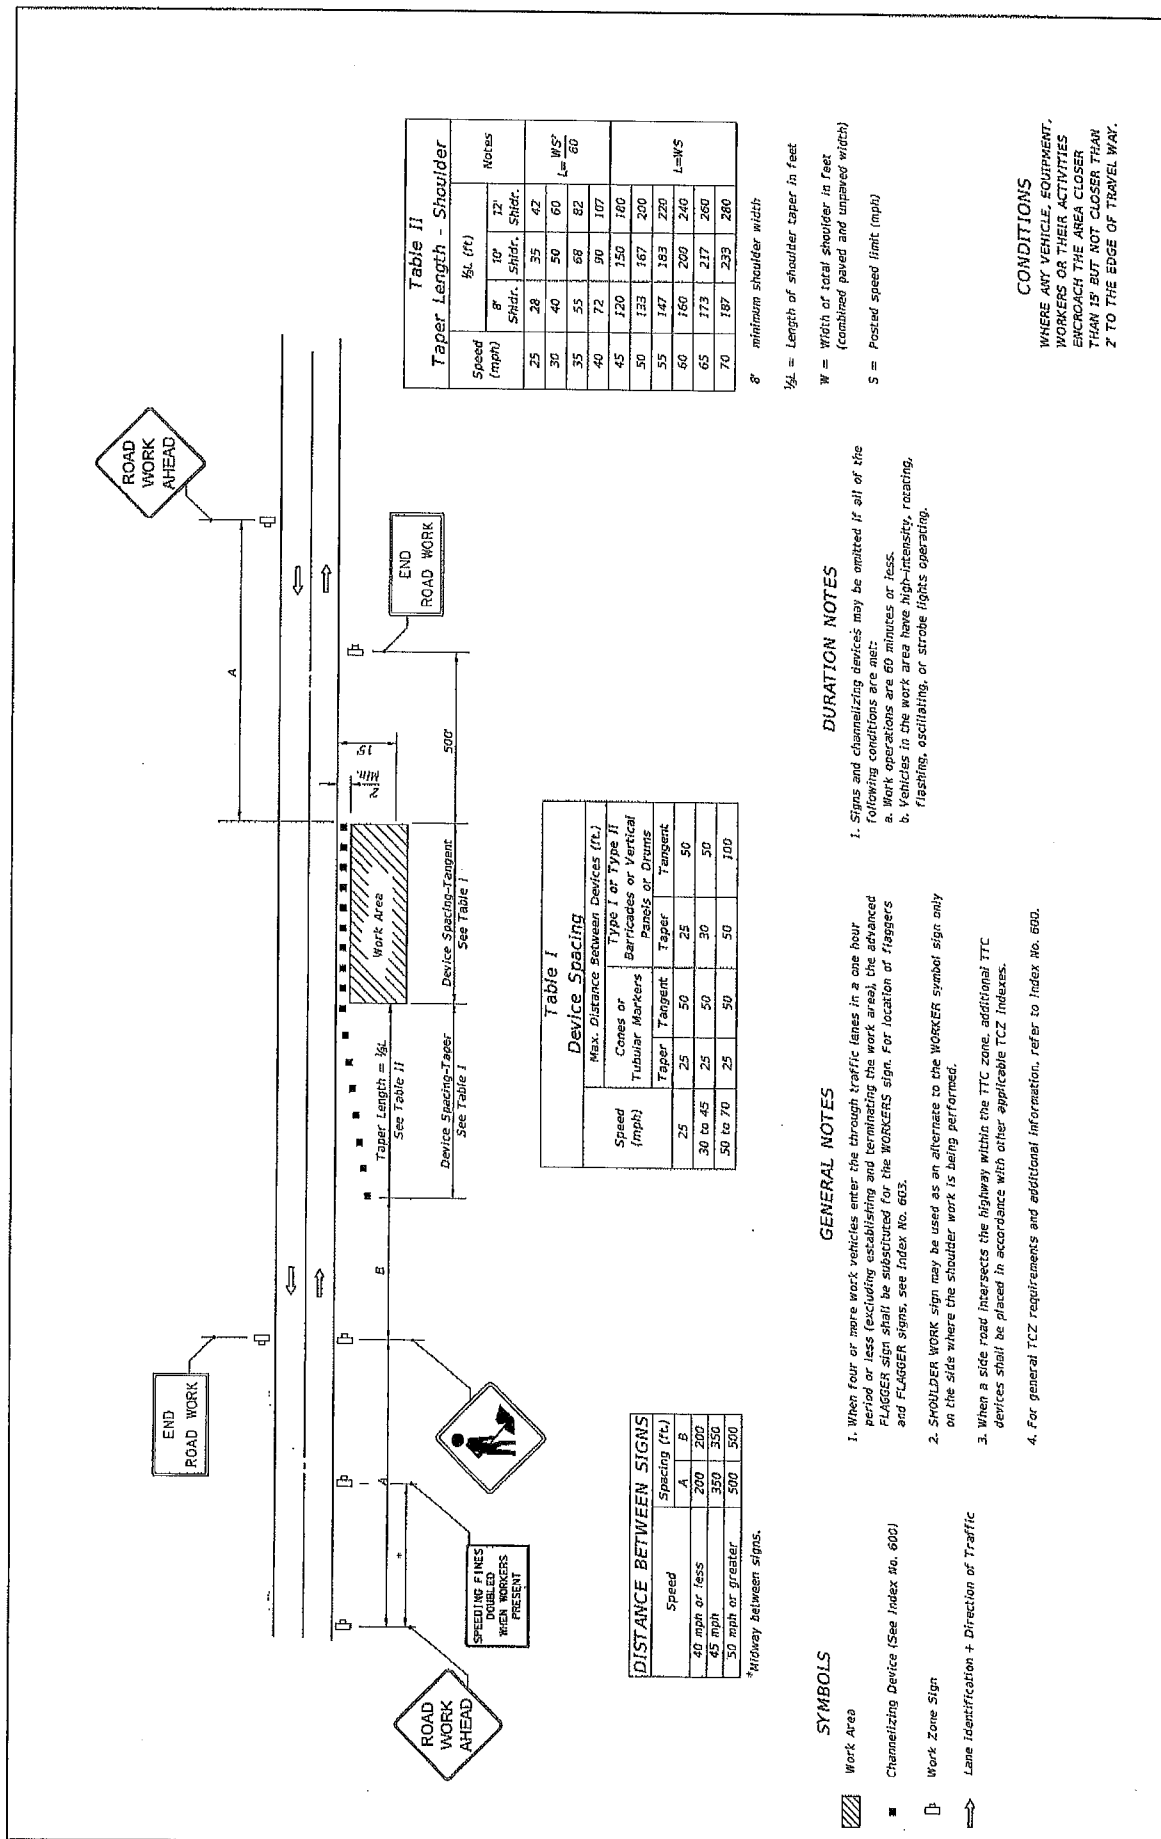 END
ROAD WORK
ROAD
WORK
AHEAD
A
ROAD
WORK
AHEAD
SPEEDING FINES
DOUBLED
WHEN WORKERS
PRESENT
*
A
B
Taper Length = ⅓L
See Table II
Device Spacing-Taper
See Table I
Work Area
Device Spacing-Tangent
See Table I
2'
Min.
15'
500'
END
ROAD WORK
DISTANCE BETWEEN SIGNS
Speed Spacing (ft.)
A B
40 mph or less 200 200
45 mph 350 350
50 mph or greater 500 500
*Midway between signs.
Table I
Device Spacing
Speed (mph) Max. Distance Between Devices (ft.)
Cones or Tubular Markers Type I or Type II Barricades or Vertical Panels or Drums
Taper Tangent Taper Tangent
25 25 50 25 50
30 to 45 25 50 30 50
50 to 70 25 50 50 100
Table II
Taper Length - Shoulder
Speed (mph) ⅓L (ft) Notes
8' Shldr. 10' Shldr. 12' Shldr.
25 28 35 42 L= WS²/60
30 40 50 60
35 55 68 82
40 72 90 107
45 120 150 180 L=WS
50 133 167 200
55 147 183 220
60 160 200 240
65 173 217 260
70 187 233 280
8' minimum shoulder width
⅓L = Length of shoulder taper in feet
W = Width of total shoulder in feet
(combined paved and unpaved width)
S = Posted speed limit (mph)
SYMBOLS
Work Area
Channelizing Device (See Index No. 600)
Work Zone Sign
Lane Identification + Direction of Traffic
GENERAL NOTES
1. When four or more work vehicles enter the through traffic lanes in a one hour
period or less (excluding establishing and terminating the work area), the advanced
FLAGGER sign shall be substituted for the WORKERS sign. For location of flaggers
and FLAGGER signs, see Index No. 603.
2. SHOULDER WORK sign may be used as an alternate to the WORKER symbol sign only
on the side where the shoulder work is being performed.
3. When a side road intersects the highway within the TTC zone, additional TTC
devices shall be placed in accordance with other applicable TCZ Indexes.
4. For general TCZ requirements and additional information, refer to Index No. 600.
DURATION NOTES
1. Signs and channelizing devices may be omitted if all of the
following conditions are met:
a. Work operations are 60 minutes or less.
b. Vehicles in the work area have high-intensity, rotating,
flashing, oscillating, or strobe lights operating.
CONDITIONS
WHERE ANY VEHICLE, EQUIPMENT,
WORKERS OR THEIR ACTIVITIES
ENCROACH THE AREA CLOSER
THAN 15' BUT NOT CLOSER THAN
2' TO THE EDGE OF TRAVEL WAY.